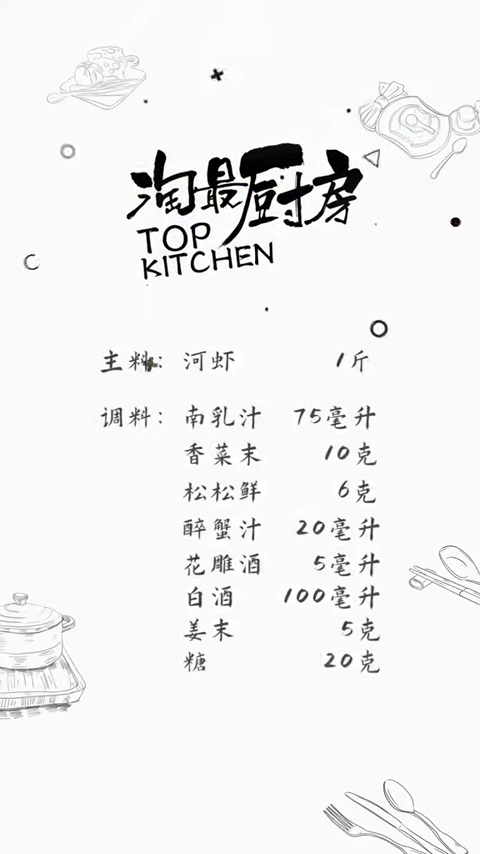 淘最厨房
TOP
KITCHEN
主料：河虾 1斤
调料：南乳汁 75毫升
香菜末 10克
松松鲜 6克
醉蟹汁 20毫升
花雕酒 5毫升
白酒 100毫升
姜末 5克
糖 20克